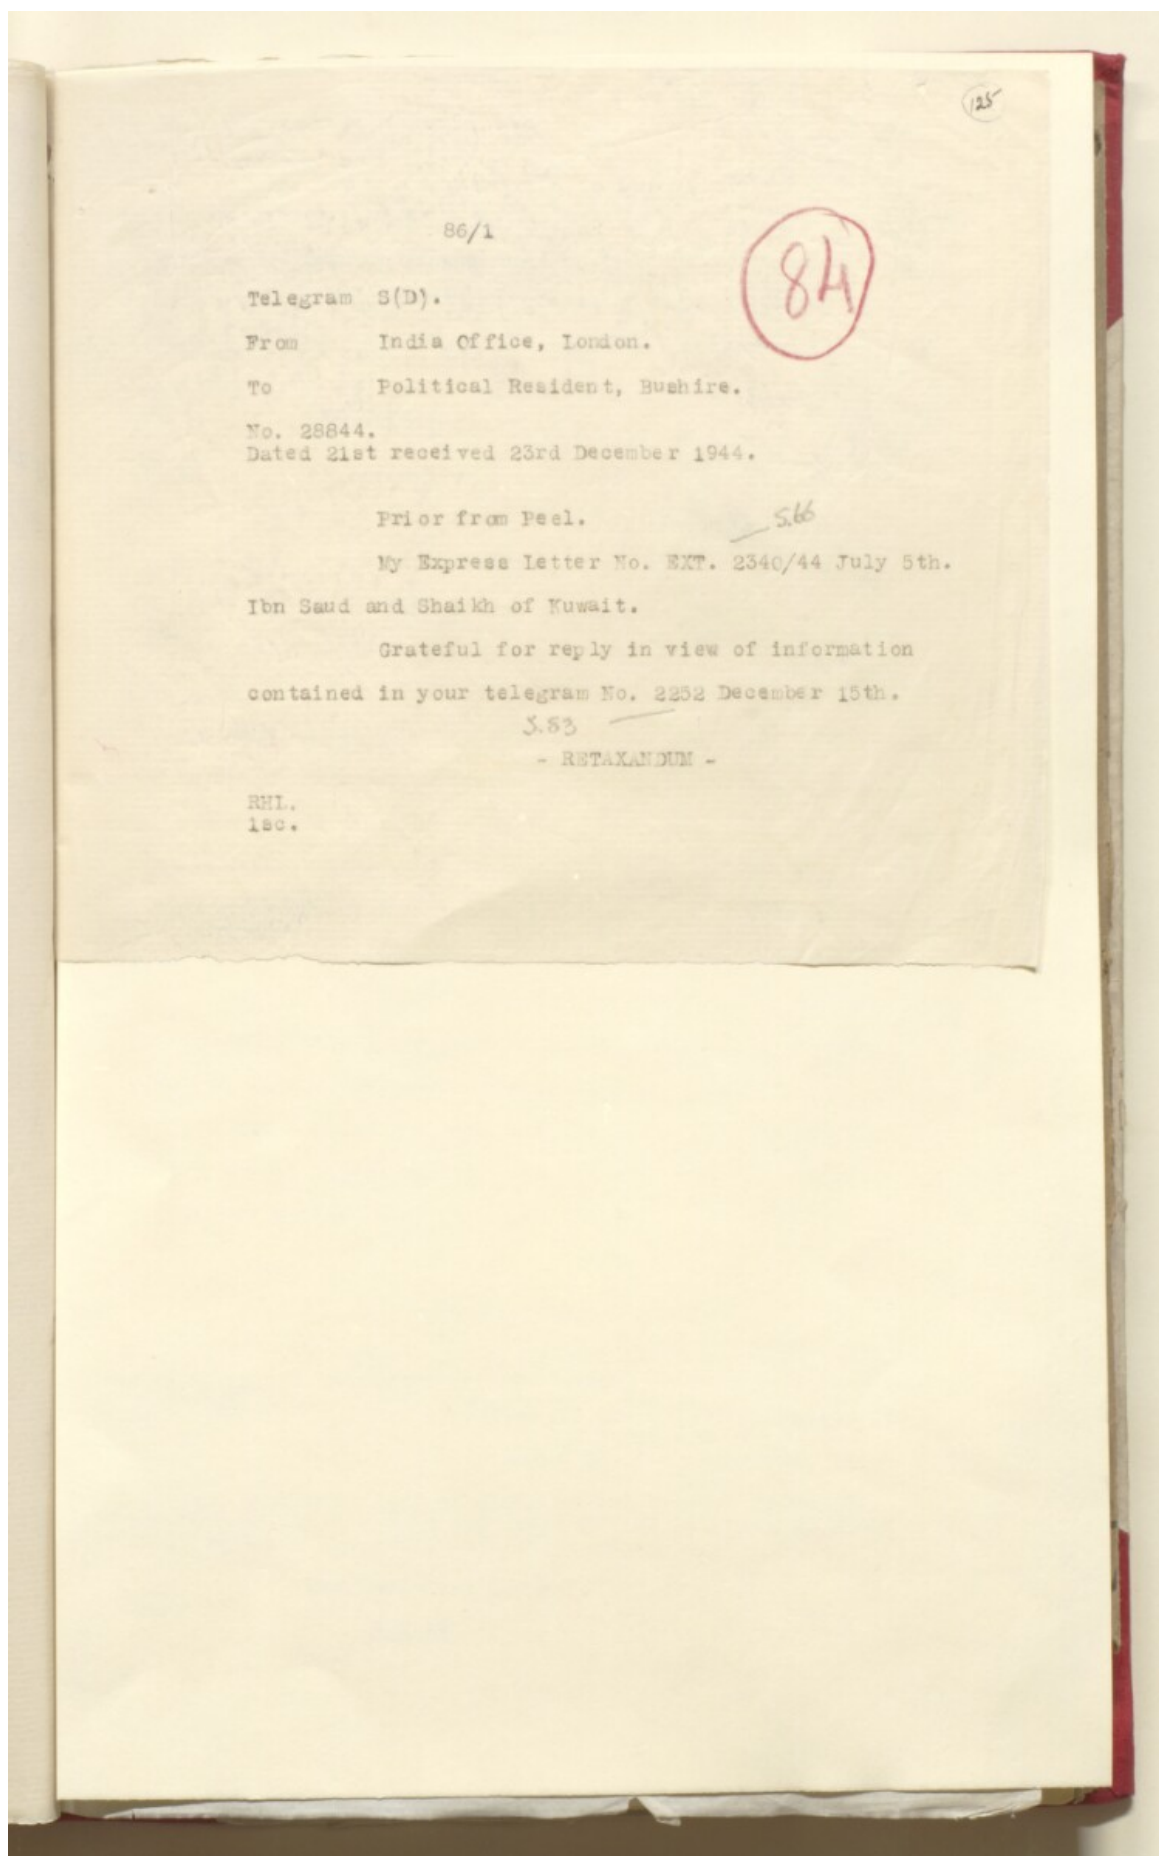 125
86/1
84
Telegram S(D).
From India Office, London.
To Political Resident, Bushire.
No. 28844.
Dated 21st received 23rd December 1944.
Prior from Peel.
S.66
My Express Letter No. EXT. 2340/44 July 5th.
Ibn Saud and Shaikh of Kuwait.
Grateful for reply in view of information
contained in your telegram No. 2252 December 15th.
S.83
- RETAXANDUM -
RHL.
lac.